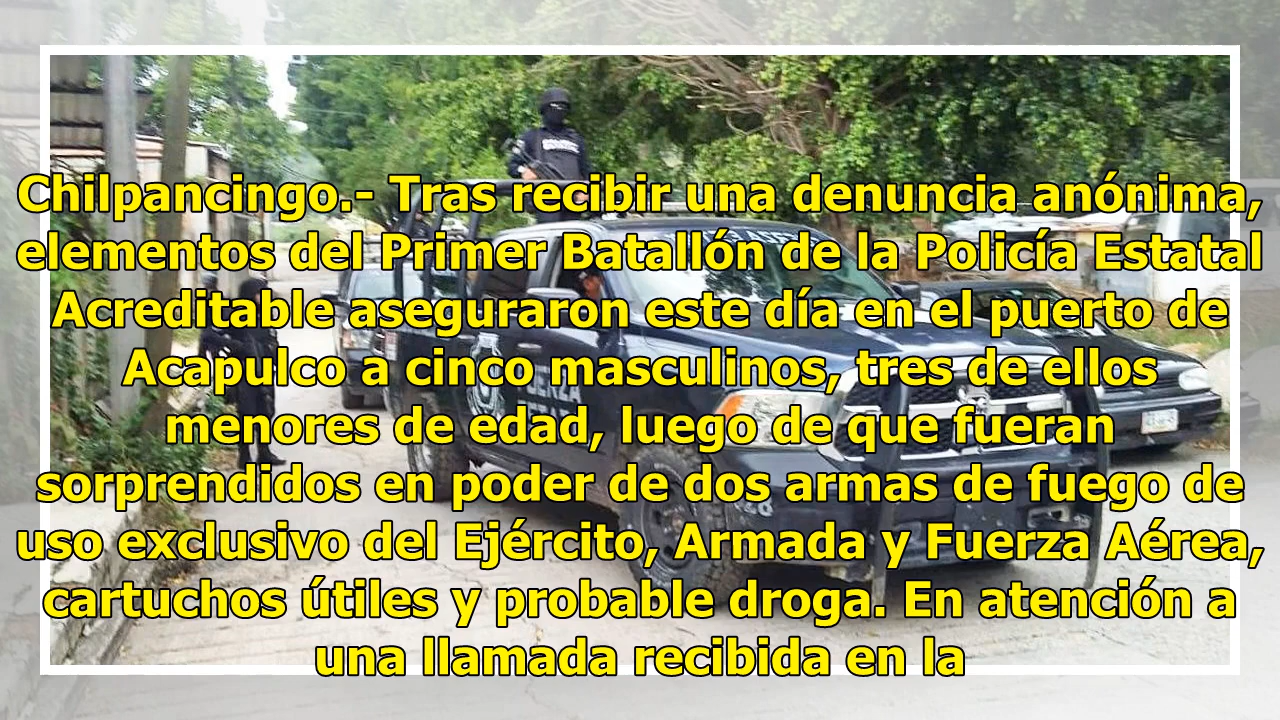 Chilpancingo.- Tras recibir una denuncia anónima,
elementos del Primer Batallón de la Policía Estatal
Acreditable aseguraron este día en el puerto de
Acapulco a cinco masculinos, tres de ellos
menores de edad, luego de que fueran
sorprendidos en poder de dos armas de fuego de
uso exclusivo del Ejército, Armada y Fuerza Aérea,
cartuchos útiles y probable droga. En atención a
una llamada recibida en la